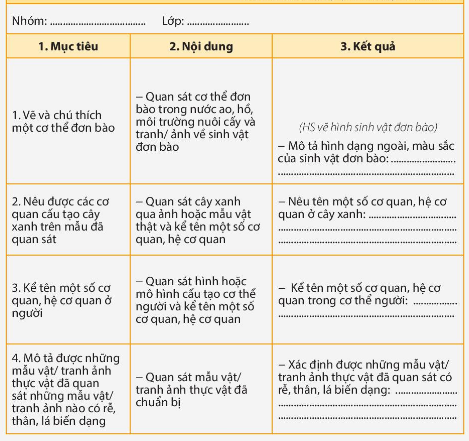 Nhóm: ........................................ Lớp: ..........................
1. Mục tiêu
2. Nội dung
3. Kết quả
1. Vẽ và chú thích
một cơ thể đơn bào
– Quan sát cơ thể đơn
bào trong nước ao, hồ,
môi trường nuôi cấy và
tranh/ ảnh về sinh vật
đơn bào
(HS vẽ hình sinh vật đơn bào)
– Mô tả hình dạng ngoài, màu sắc
của sinh vật đơn bào: ..........................
........................................................................
2. Nêu được các cơ
quan cấu tạo cây
xanh trên mẫu đã
quan sát
– Quan sát cây xanh
qua ảnh hoặc mẫu vật
thật và kể tên một số cơ
quan, hệ cơ quan
– Nêu tên một số cơ quan, hệ cơ
quan ở cây xanh: ...................................
........................................................................
........................................................................
3. Kể tên một số cơ
quan, hệ cơ quan ở
người
– Quan sát hình hoặc
mô hình cấu tạo cơ thể
người và kể tên một số
cơ quan, hệ cơ quan
– Kể tên một số cơ quan, hệ cơ
quan trong cơ thể người: ..................
........................................................................
4. Mô tả được những
mẫu vật/ tranh ảnh
thực vật đã quan
sát những mẫu vật/
tranh ảnh nào có rễ,
thân, lá biến dạng
– Quan sát mẫu vật/
tranh ảnh thực vật đã
chuẩn bị
– Xác định được những mẫu vật/
tranh ảnh thực vật đã quan sát có
rễ, thân, lá biến dạng: .........................
........................................................................
........................................................................